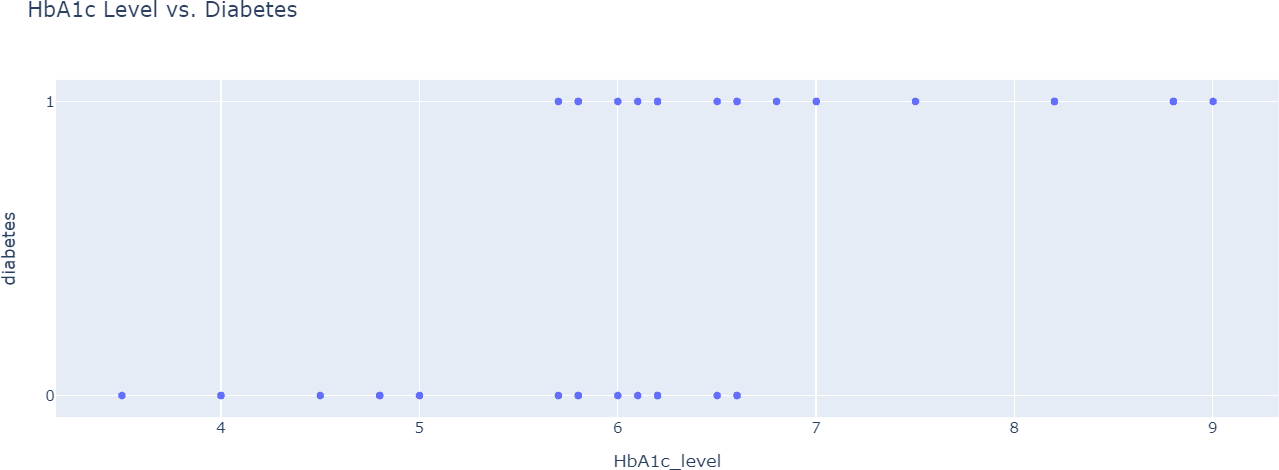 HbA1c Level vs. Diabetes
1
diabetes
0
4 5 6 7 8 9
HbA1c_level